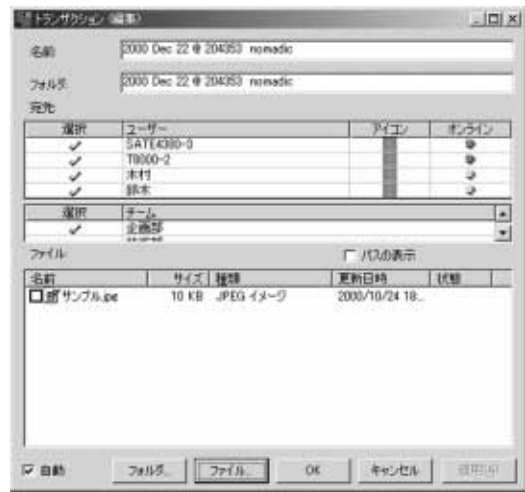 トランザクション (編集)
名前 2000 Dec 22 @ 204353 nomadic
フォルダ 2000 Dec 22 @ 204353 nomadic
宛先
選択 ユーザー アイコン オンライン
SATE4380-3
T8000-2
木村
鈴木
選択 チーム
企画部
ファイル パスの表示
名前 サイズ 種類 更新日時 状態
サンプル.jpe 10 KB JPEG イメージ 2000/10/24 18...
自動 フォルダ... ファイル... OK キャンセル 適用(A)